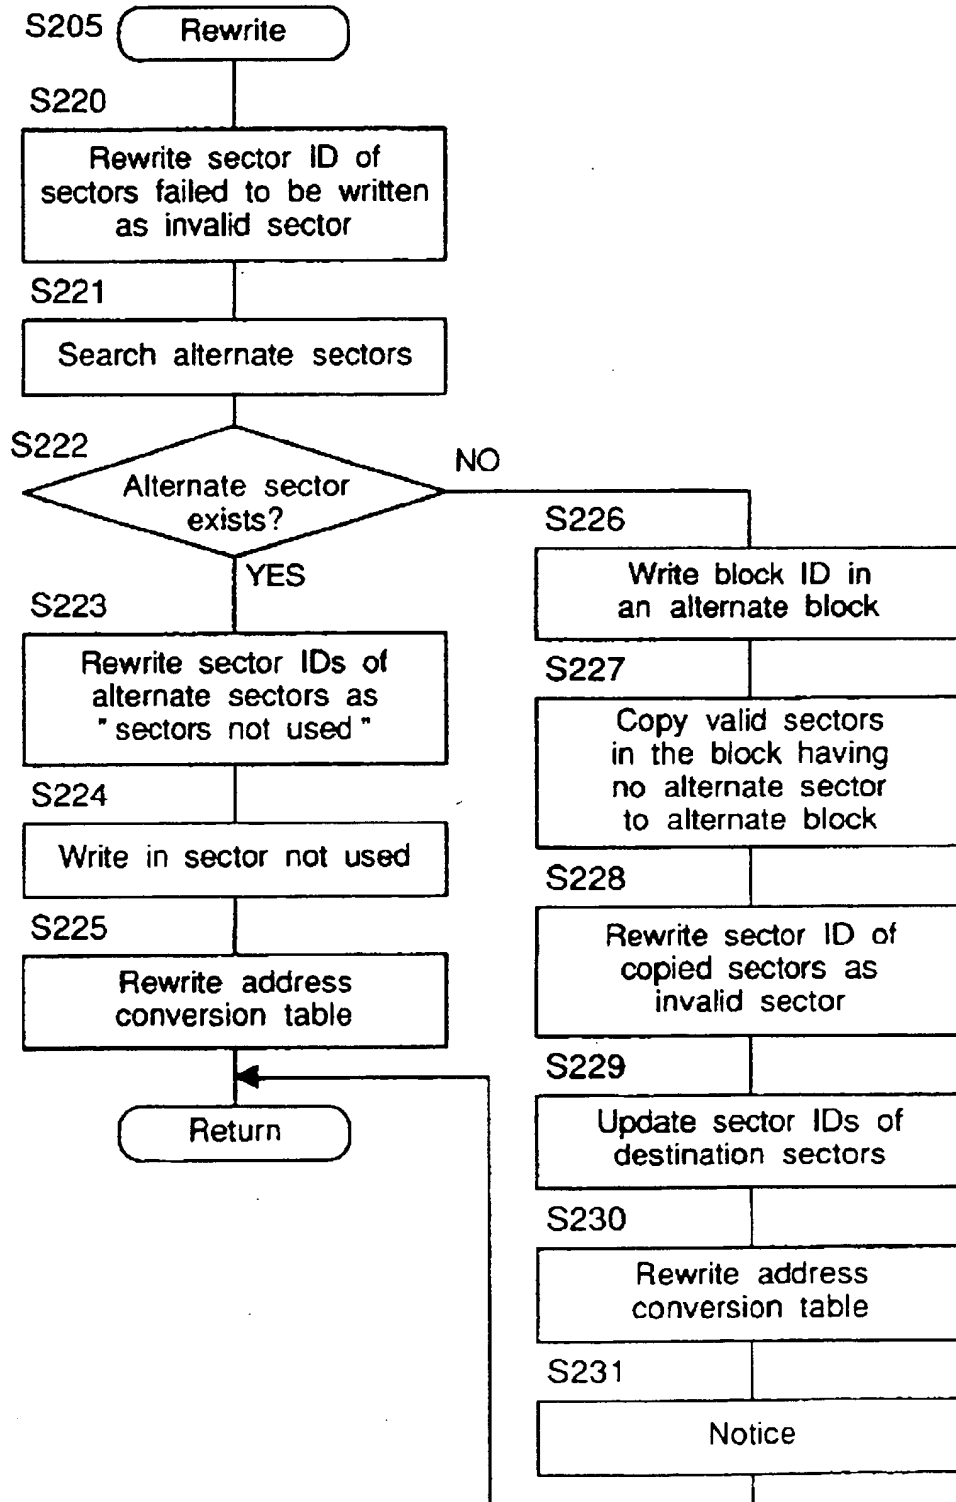 S205
Rewrite
S220
Rewrite sector ID of
sectors failed to be written
as invalid sector
S221
Search alternate sectors
S222
Alternate sector
exists?
NO
YES
S223
Rewrite sector IDs of
alternate sectors as
"sectors not used"
S224
Write in sector not used
S225
Rewrite address
conversion table
Return
S226
Write block ID in
an alternate block
S227
Copy valid sectors
in the block having
no alternate sector
to alternate block
S228
Rewrite sector ID of
copied sectors as
invalid sector
S229
Update sector IDs of
destination sectors
S230
Rewrite address
conversion table
S231
Notice